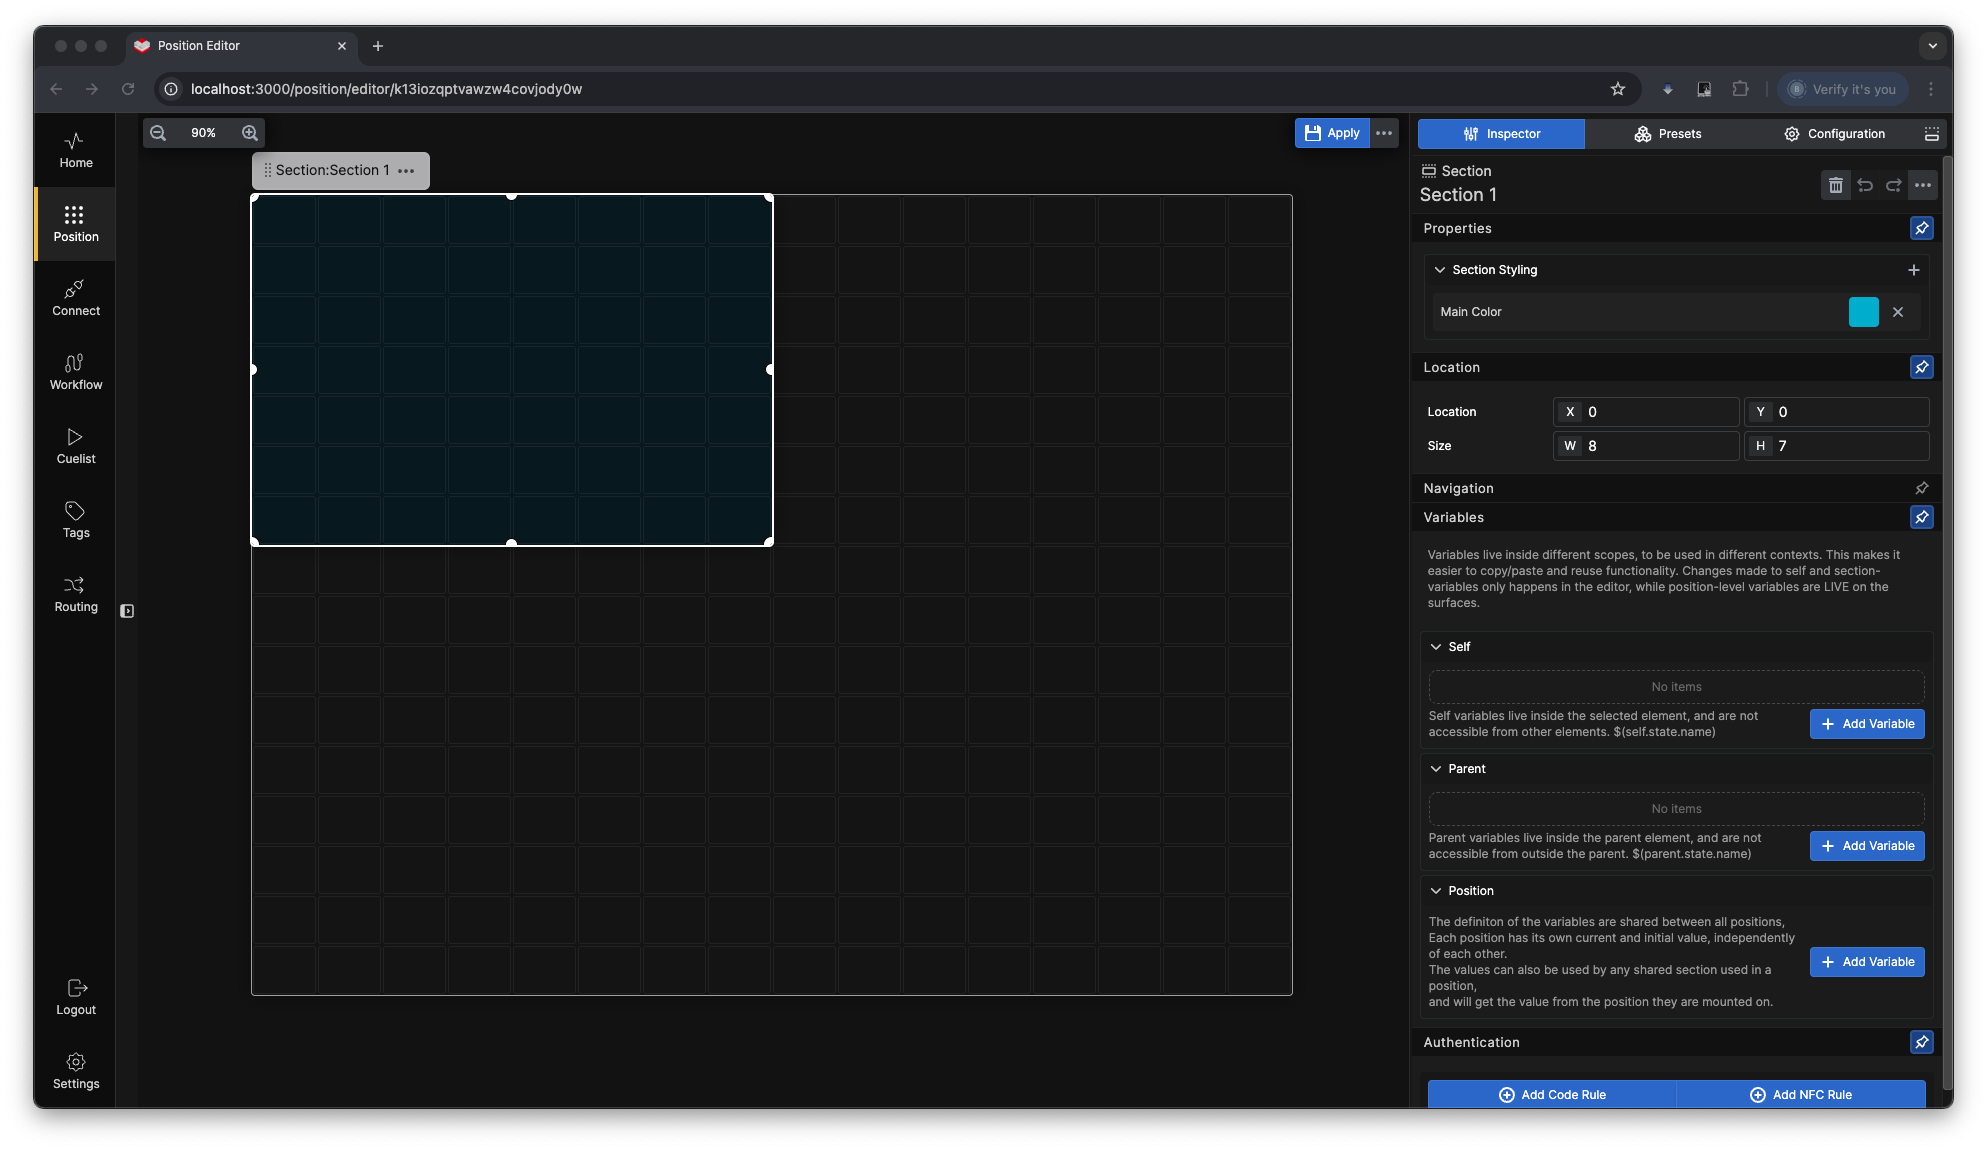 Position Editor
localhost:3000/position/editor/k13iozqptvawzw4covjody0w
Verify it's you
Home
Position
Connect
Workflow
Cuelist
Tags
Routing
Logout
Settings
90%
Apply
Section:Section 1
Inspector
Presets
Configuration
Section
Section 1
Properties
Section Styling
Main Color
Location
Location
X 0
Y 0
Size
W 8
H 7
Navigation
Variables
Variables live inside different scopes, to be used in different contexts. This makes it
easier to copy/paste and reuse functionality. Changes made to self and section-
variables only happens in the editor, while position-level variables are LIVE on the
surfaces.
Self
No items
Self variables live inside the selected element, and are not
accessible from other elements. $(self.state.name)
Add Variable
Parent
No items
Parent variables live inside the parent element, and are not
accessible from outside the parent. $(parent.state.name)
Add Variable
Position
The definiton of the variables are shared between all positions,
Each position has its own current and initial value, independently
of each other.
The values can also be used by any shared section used in a
position,
and will get the value from the position they are mounted on.
Add Variable
Authentication
Add Code Rule
Add NFC Rule